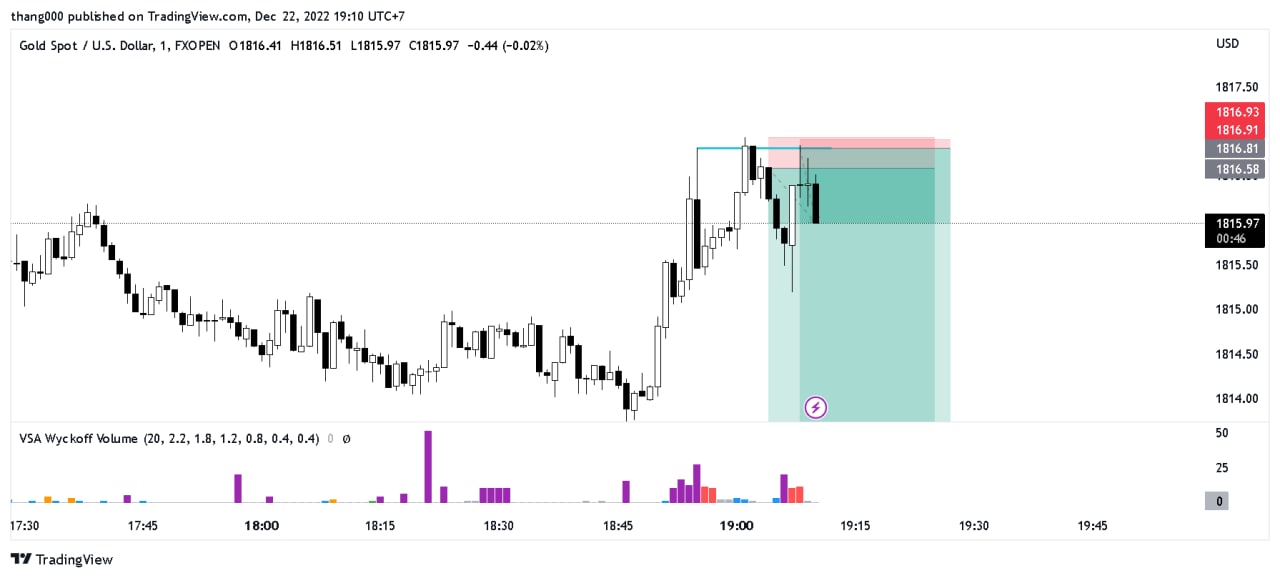 thang000 published on TradingView.com, Dec 22, 2022 19:10 UTC+7
Gold Spot / U.S. Dollar, 1, FXOPEN O1816.41 H1816.51 L1815.97 C1815.97 −0.44 (−0.02%)
USD
1817.50
1816.93
1816.91
1816.81
1816.58
1815.97
00:46
1815.50
1815.00
1814.50
1814.00
VSA Wyckoff Volume (20, 2.2, 1.8, 1.2, 0.8, 0.4, 0.4) 0 ø
50
25
0
17:30 17:45 18:00 18:15 18:30 18:45 19:00 19:15 19:30 19:45
TradingView